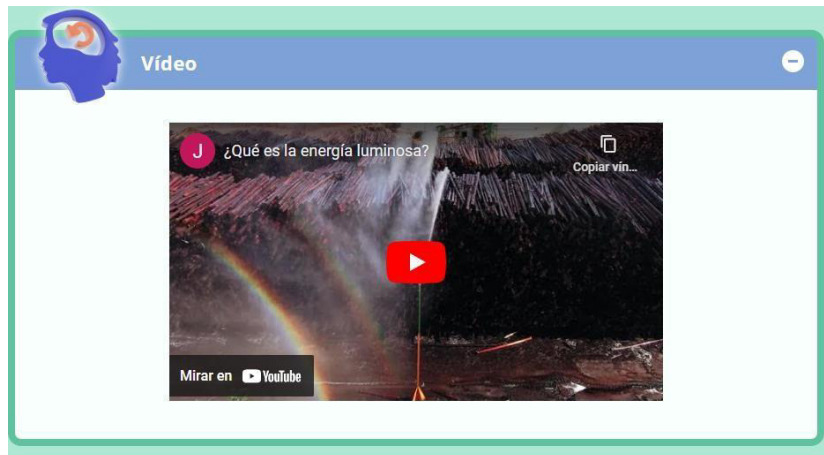 Vídeo
J
¿Qué es la energía luminosa?
Copiar vín...
Mirar en YouTube